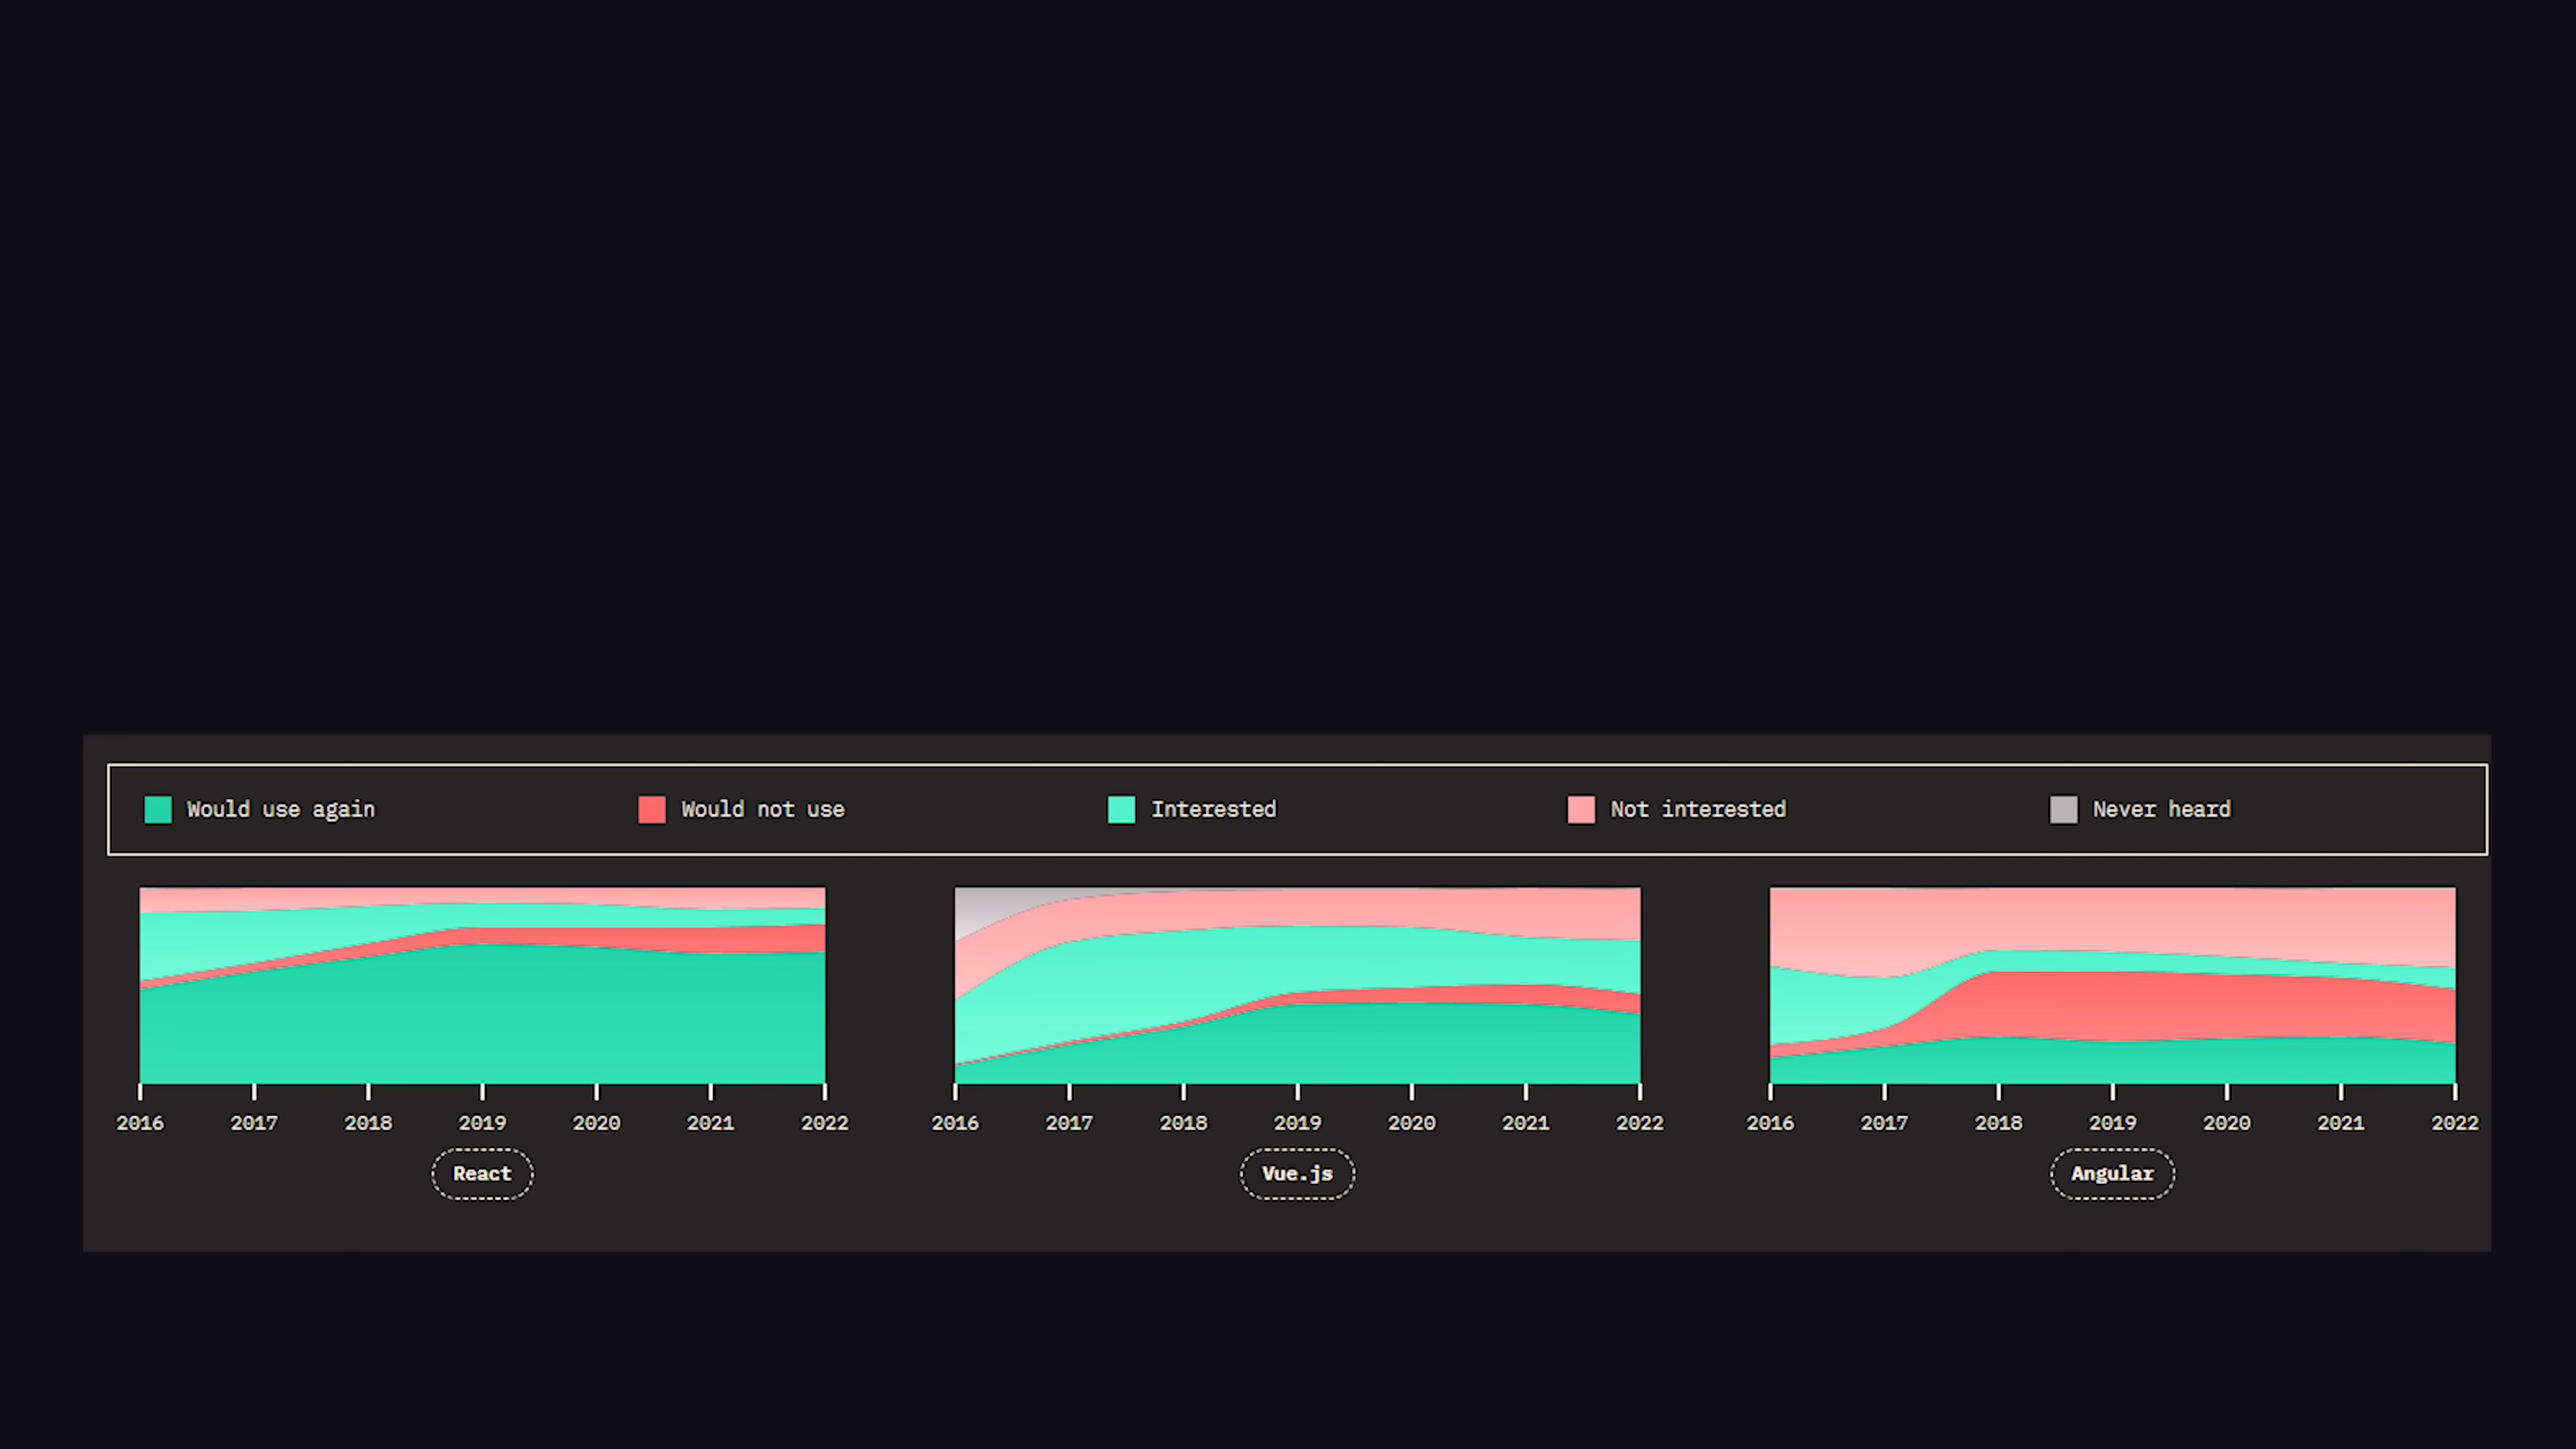 Would use again
Would not use
Interested
Not interested
Never heard
2016 2017 2018 2019 2020 2021 2022
React
2016 2017 2018 2019 2020 2021 2022
Vue.js
2016 2017 2018 2019 2020 2021 2022
Angular